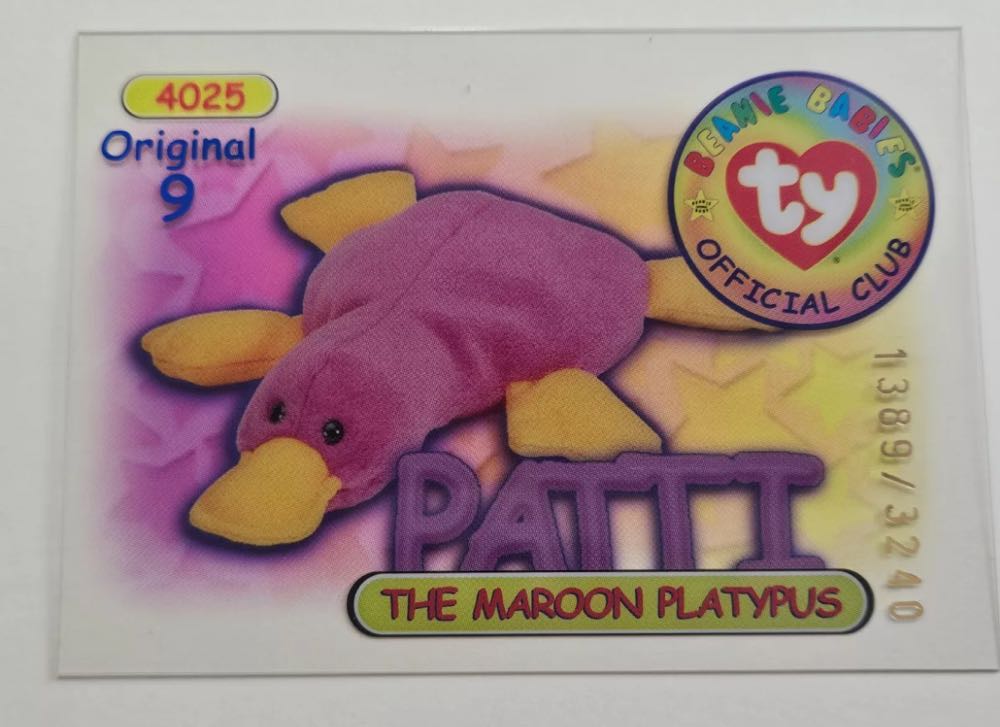 4025
Original
9
BEANIE BABIES
ty
OFFICIAL CLUB
1389/3240
PATTI
THE MAROON PLATYPUS